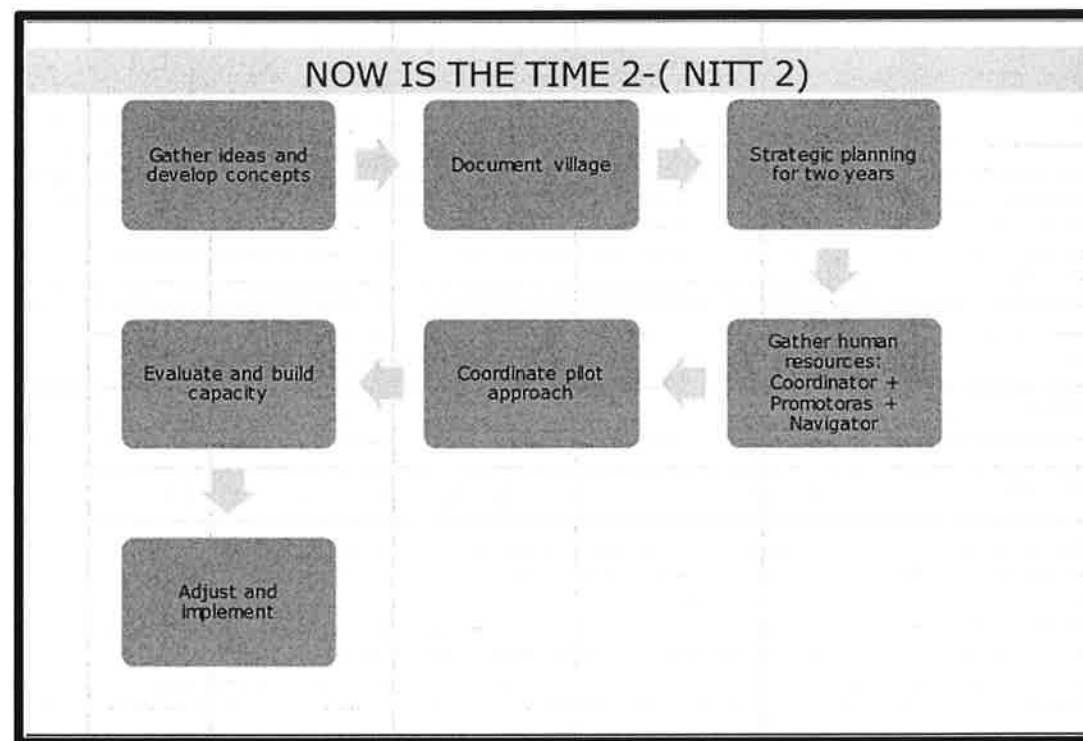 NOW IS THE TIME 2-( NITT 2)
Gather ideas and
develop concepts
Document village
Strategic planning
for two years
Gather human
resources:
Coordinator +
Promotoras +
Navigator
Coordinate pilot
approach
Evaluate and build
capacity
Adjust and
implement